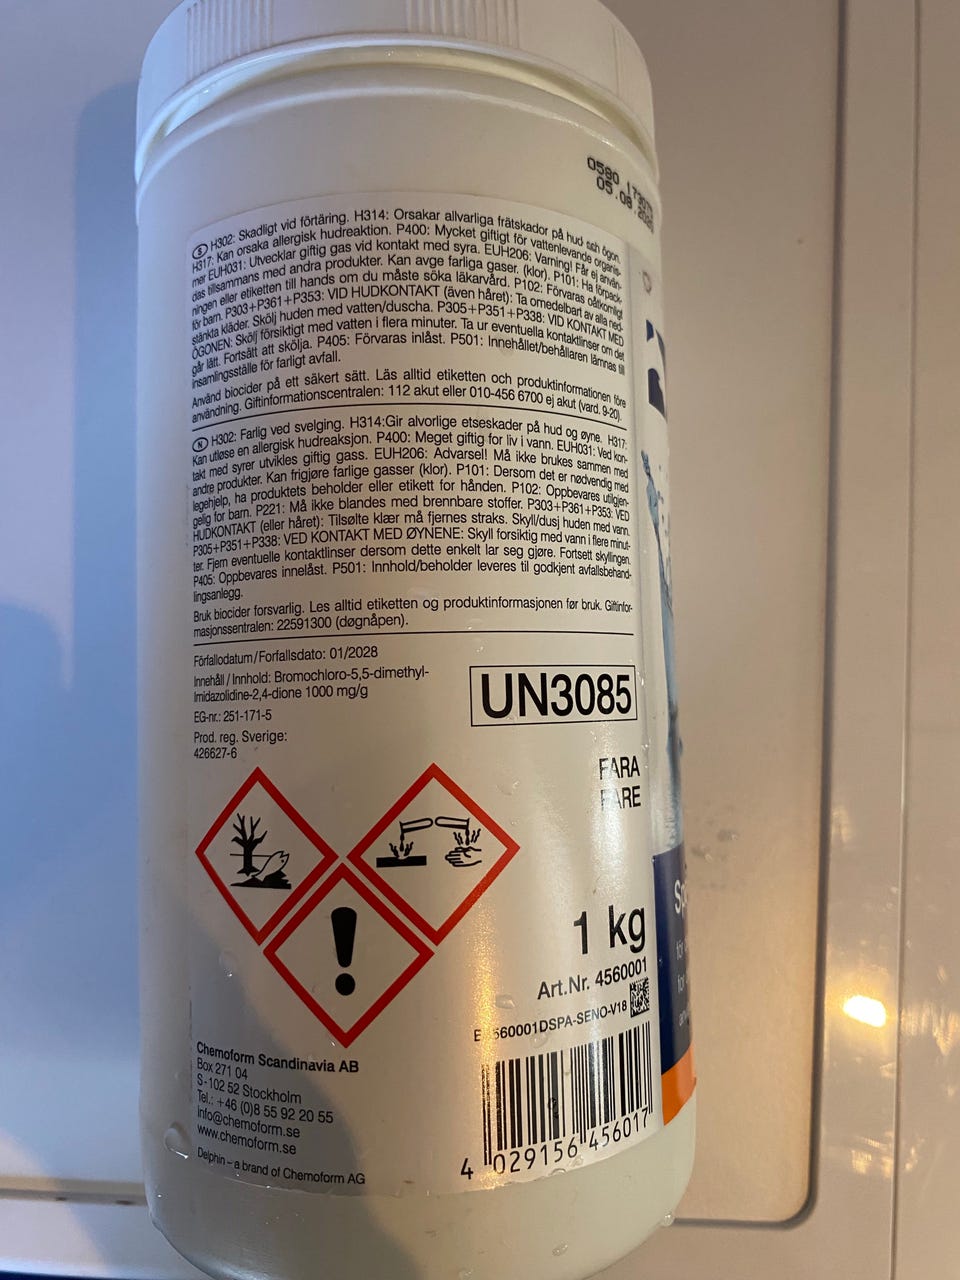 0580 173076
05.08.202
Ⓢ H302: Skadligt vid förtäring. H314: Orsakar allvarliga frätskador på hud och ögon.
H317: Kan orsaka allergisk hudreaktion. P400: Mycket giftigt för vattenlevande organis-
mer EUH031: Utvecklar giftig gas vid kontakt med syra. EUH206: Varning! Får ej använ-
das tillsammans med andra produkter. Kan avge farliga gaser. (klor). P101: Ha förpack-
ningen eller etiketten till hands om du måste söka läkarvård. P102: Förvaras oåtkomligt
för barn. P303+P361+P353: VID HUDKONTAKT (även håret): Ta omedelbart av alla ned-
stänkta kläder. Skölj huden med vatten/duscha. P305+P351+P338: VID KONTAKT MED
ÖGONEN: Skölj försiktigt med vatten i flera minuter. Ta ur eventuella kontaktlinser om det
går lätt. Fortsätt att skölja. P405: Förvaras inlåst. P501: Innehållet/behållaren lämnas till
insamlingsställe för farligt avfall.
Använd biocider på ett säkert sätt. Läs alltid etiketten och produktinformationen före
användning. Giftinformationscentralen: 112 akut eller 010-456 6700 ej akut (vard. 9-20).
Ⓝ H302: Farlig ved svelging. H314:Gir alvorlige etseskader på hud og øyne. H317:
Kan utløse en allergisk hudreaksjon. P400: Meget giftig for liv i vann. EUH031: Ved kon-
takt med syrer utvikles giftig gass. EUH206: Advarsel! Må ikke brukes sammen med
andre produkter. Kan frigjøre farlige gasser (klor). P101: Dersom det er nødvendig med
legehjelp, ha produktets beholder eller etikett for hånden. P102: Oppbevares utilgjen-
gelig for barn. P221: Må ikke blandes med brennbare stoffer. P303+P361+P353: VED
HUDKONTAKT (eller håret): Tilsølte klær må fjernes straks. Skyll/dusj huden med vann.
P305+P351+P338: VED KONTAKT MED ØYNENE: Skyll forsiktig med vann i flere minut-
ter. Fjern eventuelle kontaktlinser dersom dette enkelt lar seg gjøre. Fortsett skyllingen.
P405: Oppbevares innelåst. P501: Innhold/beholder leveres til godkjent avfallsbehand-
lingsanlegg.
Bruk biocider forsvarlig. Les alltid etiketten og produktinformasjonen før bruk. Giftinfor-
masjonssentralen: 22591300 (døgnåpen).
Förfallodatum/Forfallsdato: 01/2028
Innehåll / Innhold: Bromochloro-5,5-dimethyl-
Imidazolidine-2,4-dione 1000 mg/g
EG-nr.: 251-171-5
Prod. reg. Sverige:
426627-6
UN3085
FARA
FARE
1 kg
Art.Nr. 4560001
560001DSPA-SENO-V18
Chemoform Scandinavia AB
Box 271 04
S-102 52 Stockholm
Tel.: +46 (0)8 55 92 20 55
info@chemoform.se
www.chemoform.se
Delphin – a brand of Chemoform AG
4 029156 456017